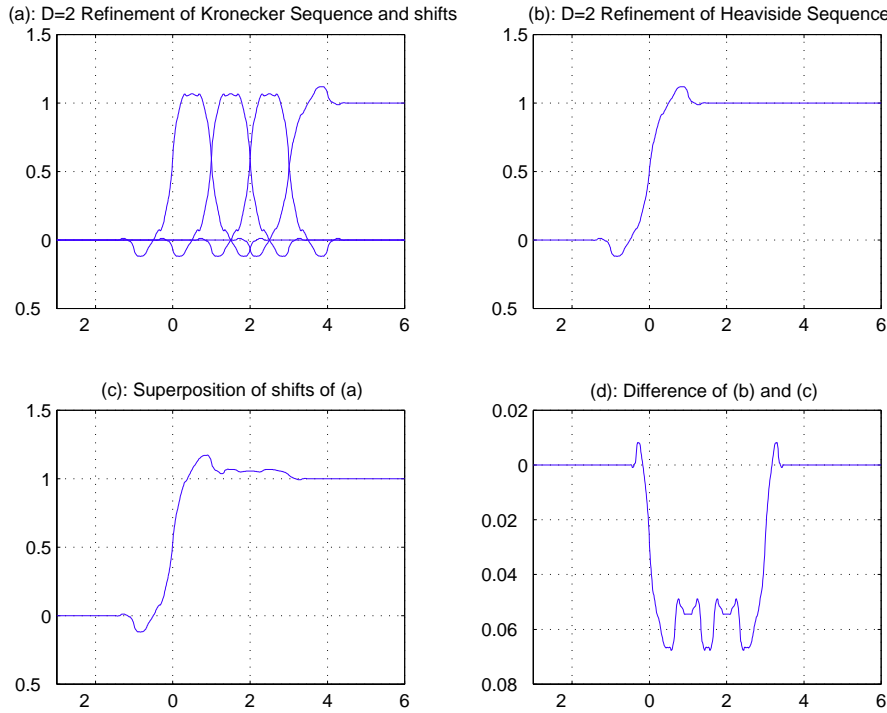 (a): D=2 Refinement of Kronecker Sequence and shifts
1.5
1
0.5
0
0.5
2 0 2 4 6
(b): D=2 Refinement of Heaviside Sequence
1.5
1
0.5
0
0.5
2 0 2 4 6
(c): Superposition of shifts of (a)
1.5
1
0.5
0
0.5
2 0 2 4 6
(d): Difference of (b) and (c)
0.02
0
0.02
0.04
0.06
0.08
2 0 2 4 6